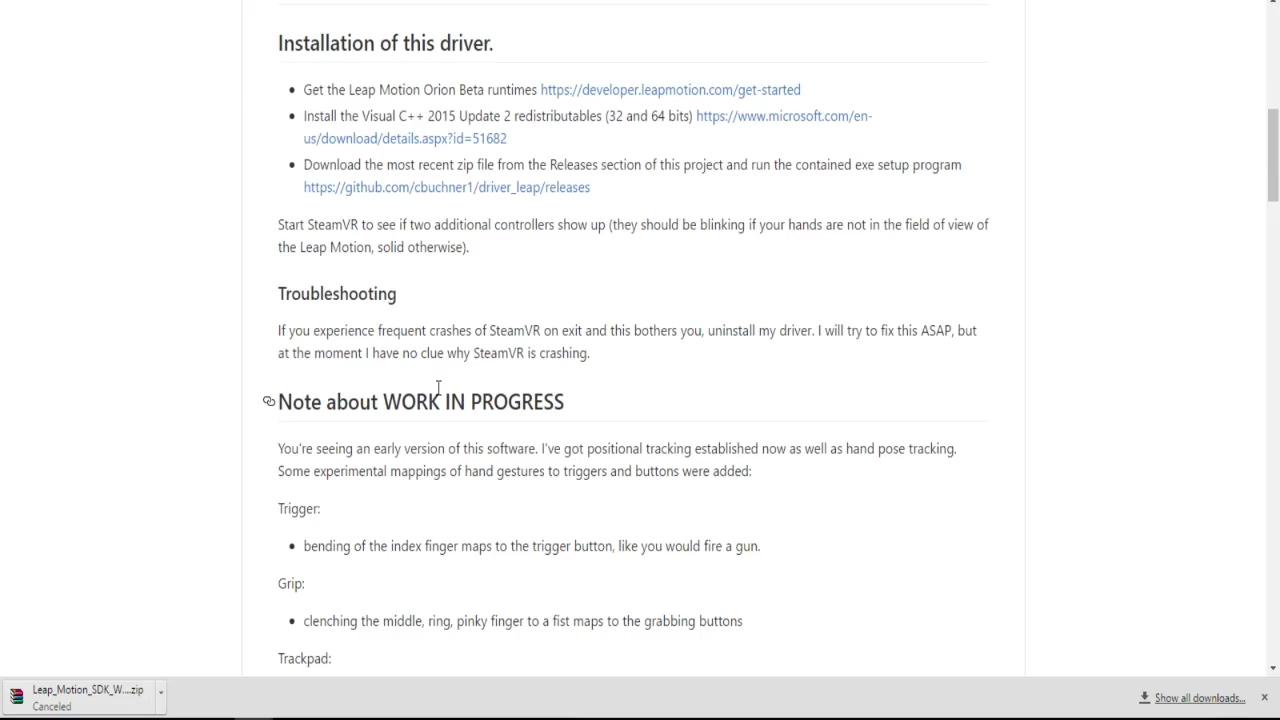 Installation of this driver.
Get the Leap Motion Orion Beta runtimes https://developer.leapmotion.com/get-started
Install the Visual C++ 2015 Update 2 redistributables (32 and 64 bits) https://www.microsoft.com/en-
us/download/details.aspx?id=51682
Download the most recent zip file from the Releases section of this project and run the contained exe setup program
https://github.com/cbuchner1/driver_leap/releases
Start SteamVR to see if two additional controllers show up (they should be blinking if your hands are not in the field of view of
the Leap Motion, solid otherwise).
Troubleshooting
If you experience frequent crashes of SteamVR on exit and this bothers you, uninstall my driver. I will try to fix this ASAP, but
at the moment I have no clue why SteamVR is crashing.
Note about WORK IN PROGRESS
You're seeing an early version of this software. I've got positional tracking established now as well as hand pose tracking.
Some experimental mappings of hand gestures to triggers and buttons were added:
Trigger:
bending of the index finger maps to the trigger button, like you would fire a gun.
Grip:
clenching the middle, ring, pinky finger to a fist maps to the grabbing buttons
Trackpad:
Leap_Motion_SDK_W....zip
Canceled
Show all downloads...